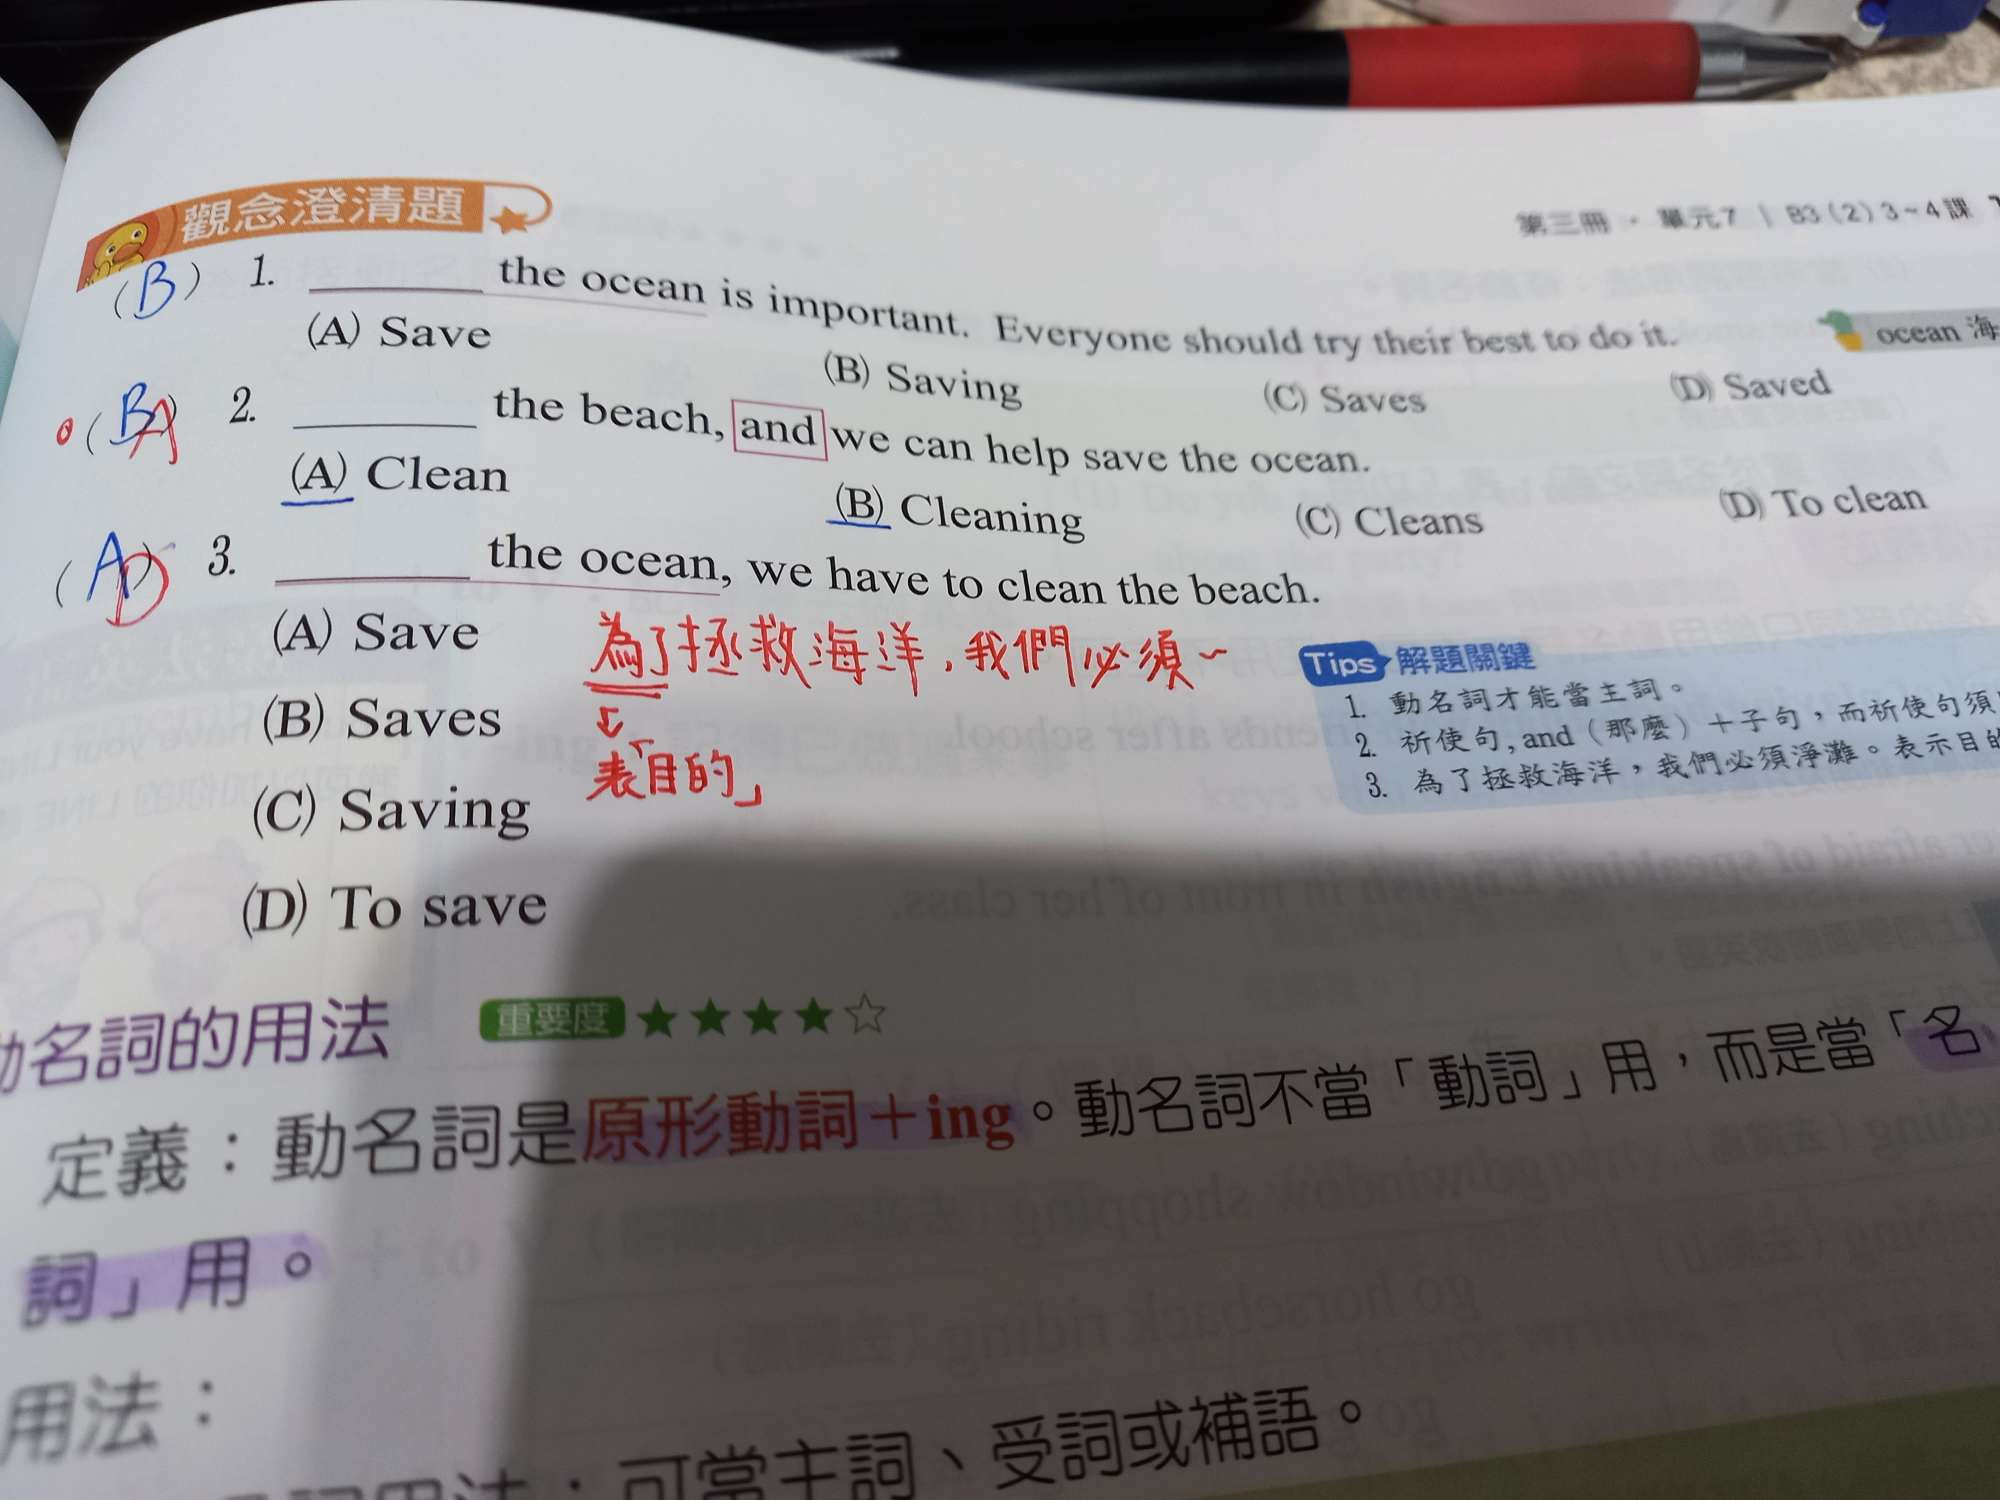 觀念澄清題
第三冊 · 單元7 | B3 (2) 3~4課
(B) 1. ________ the ocean is important. Everyone should try their best to do it.
ocean 海
(A) Save (B) Saving (C) Saves (D) Saved
(B A) 2. ________ the beach, and we can help save the ocean.
(A) Clean (B) Cleaning (C) Cleans (D) To clean
(A D) 3. ________ the ocean, we have to clean the beach.
(A) Save
(B) Saves
(C) Saving
(D) To save
為了拯救海洋，我們必須~
表「目的」
Tips 解題關鍵
1. 動名詞才能當主詞。
2. 祈使句, and（那麼）＋子句，而祈使句須
3. 為了拯救海洋，我們必須淨灘。表示目的
動名詞的用法 重要度 ★★★★☆
定義：動名詞是原形動詞＋ing。動名詞不當「動詞」用，而是當「名
詞」用。
用法：
可當主詞、受詞或補語。